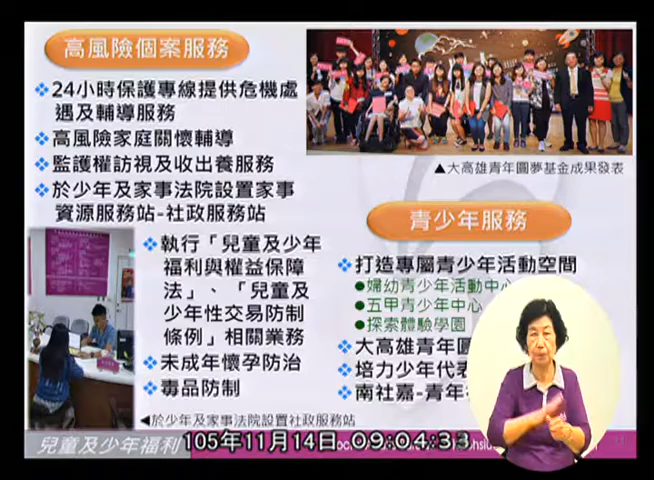 高風險個案服務
24小時保護專線提供危機處
遇及輔導服務
高風險家庭關懷輔導
監護權訪視及收出養服務
於少年及家事法院設置家事
資源服務站-社政服務站
▲大高雄青年圓夢基金成果發表
執行「兒童及少年
福利與權益保障
法」、「兒童及
少年性交易防制
條例」相關業務
未成年懷孕防治
毒品防制
◀於少年及家事法院設置社政服務站
青少年服務
打造專屬青少年活動空間
婦幼青少年活動中心
五甲青少年中心
探索體驗學園
大高雄青年
培力少年代表
南社嘉-青年
兒童及少年福利
105年11月14日 09:04:33